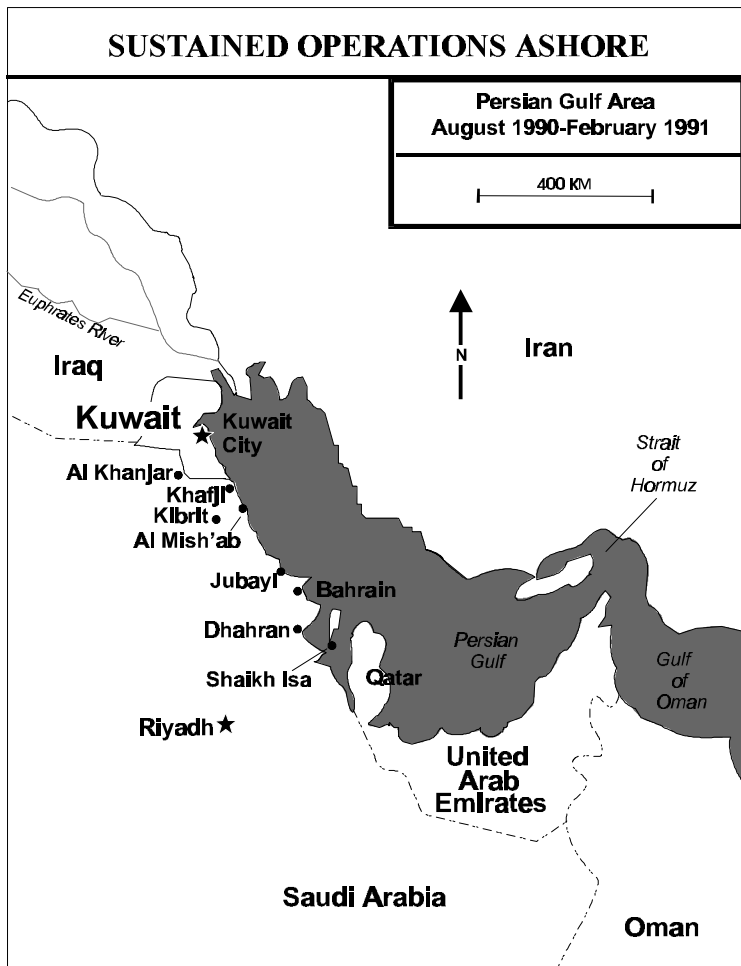 SUSTAINED OPERATIONS ASHORE
Persian Gulf Area
August 1990-February 1991
400 KM
Euphrates River
N
Iran
Iraq
Kuwait
Kuwait
City
Strait
of
Hormuz
Al Khanjar
Khafji
Kibrit
Al Mish'ab
Jubayl
Bahrain
Dhahran
Persian
Gulf
Shaikh Isa
Qatar
Gulf
of
Oman
Riyadh
United
Arab
Emirates
Saudi Arabia
Oman